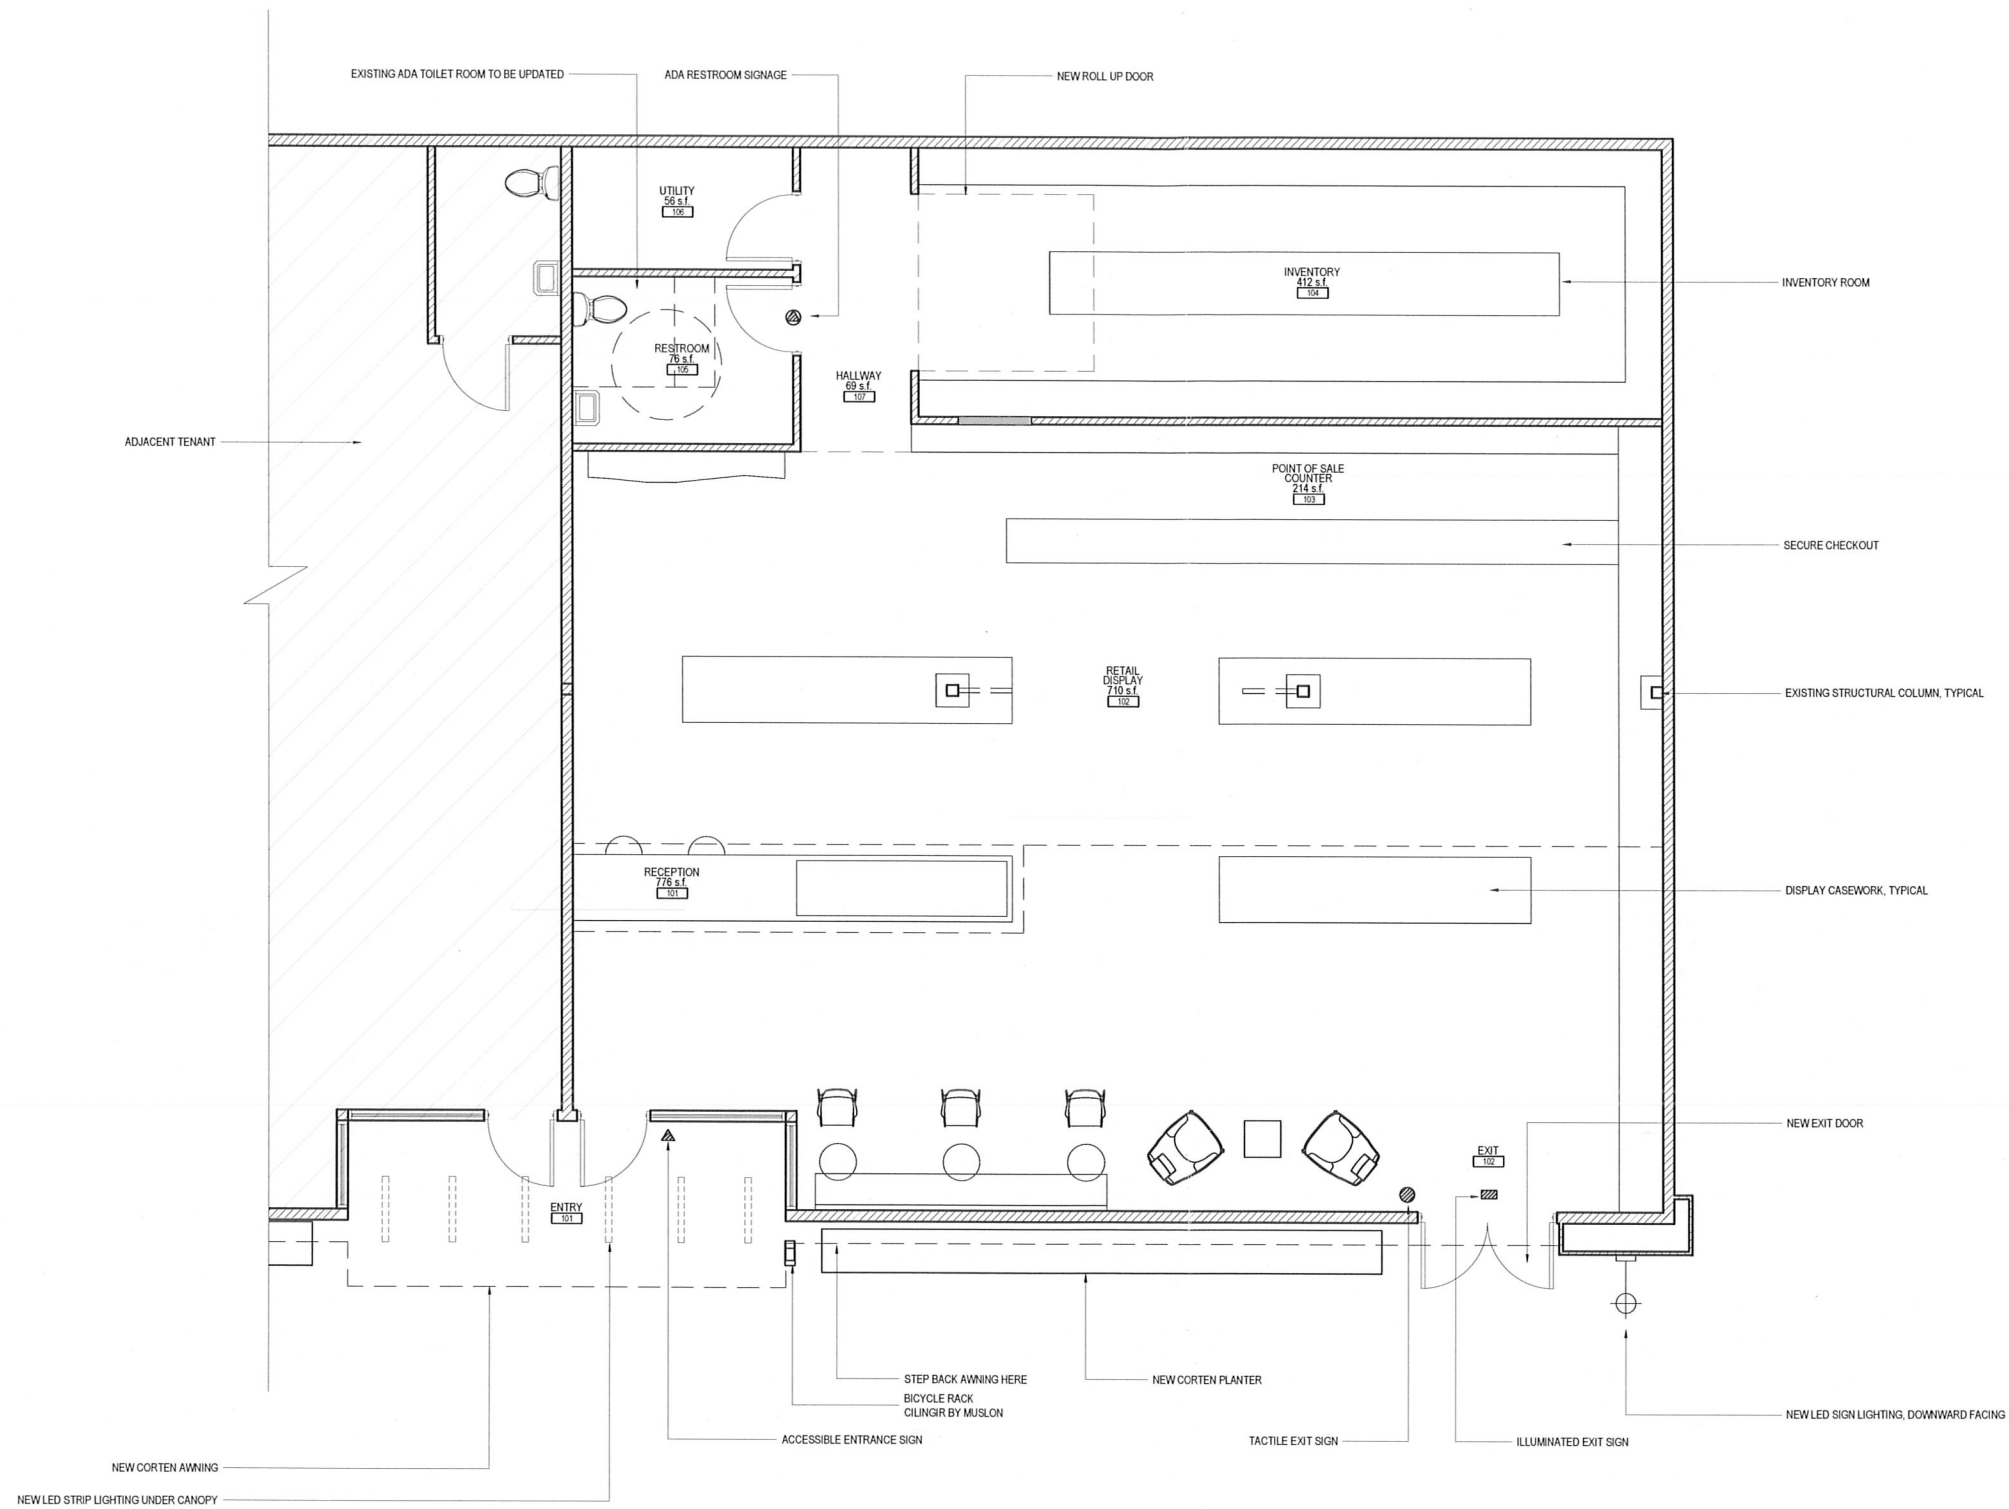 EXISTING ADA TOILET ROOM TO BE UPDATED
ADA RESTROOM SIGNAGE
NEW ROLL UP DOOR
UTILITY
56 s.f.
106
INVENTORY
412 s.f.
104
INVENTORY ROOM
RESTROOM
76 s.f.
105
HALLWAY
69 s.f.
107
ADJACENT TENANT
POINT OF SALE
COUNTER
214 s.f.
103
SECURE CHECKOUT
RETAIL
DISPLAY
710 s.f.
102
EXISTING STRUCTURAL COLUMN, TYPICAL
RECEPTION
776 s.f.
101
DISPLAY CASEWORK, TYPICAL
NEW EXIT DOOR
EXIT
102
ENTRY
101
STEP BACK AWNING HERE
NEW CORTEN PLANTER
BICYCLE RACK
CILINGIR BY MUSLON
NEW LED SIGN LIGHTING, DOWNWARD FACING
ACCESSIBLE ENTRANCE SIGN
TACTILE EXIT SIGN
ILLUMINATED EXIT SIGN
NEW CORTEN AWNING
NEW LED STRIP LIGHTING UNDER CANOPY